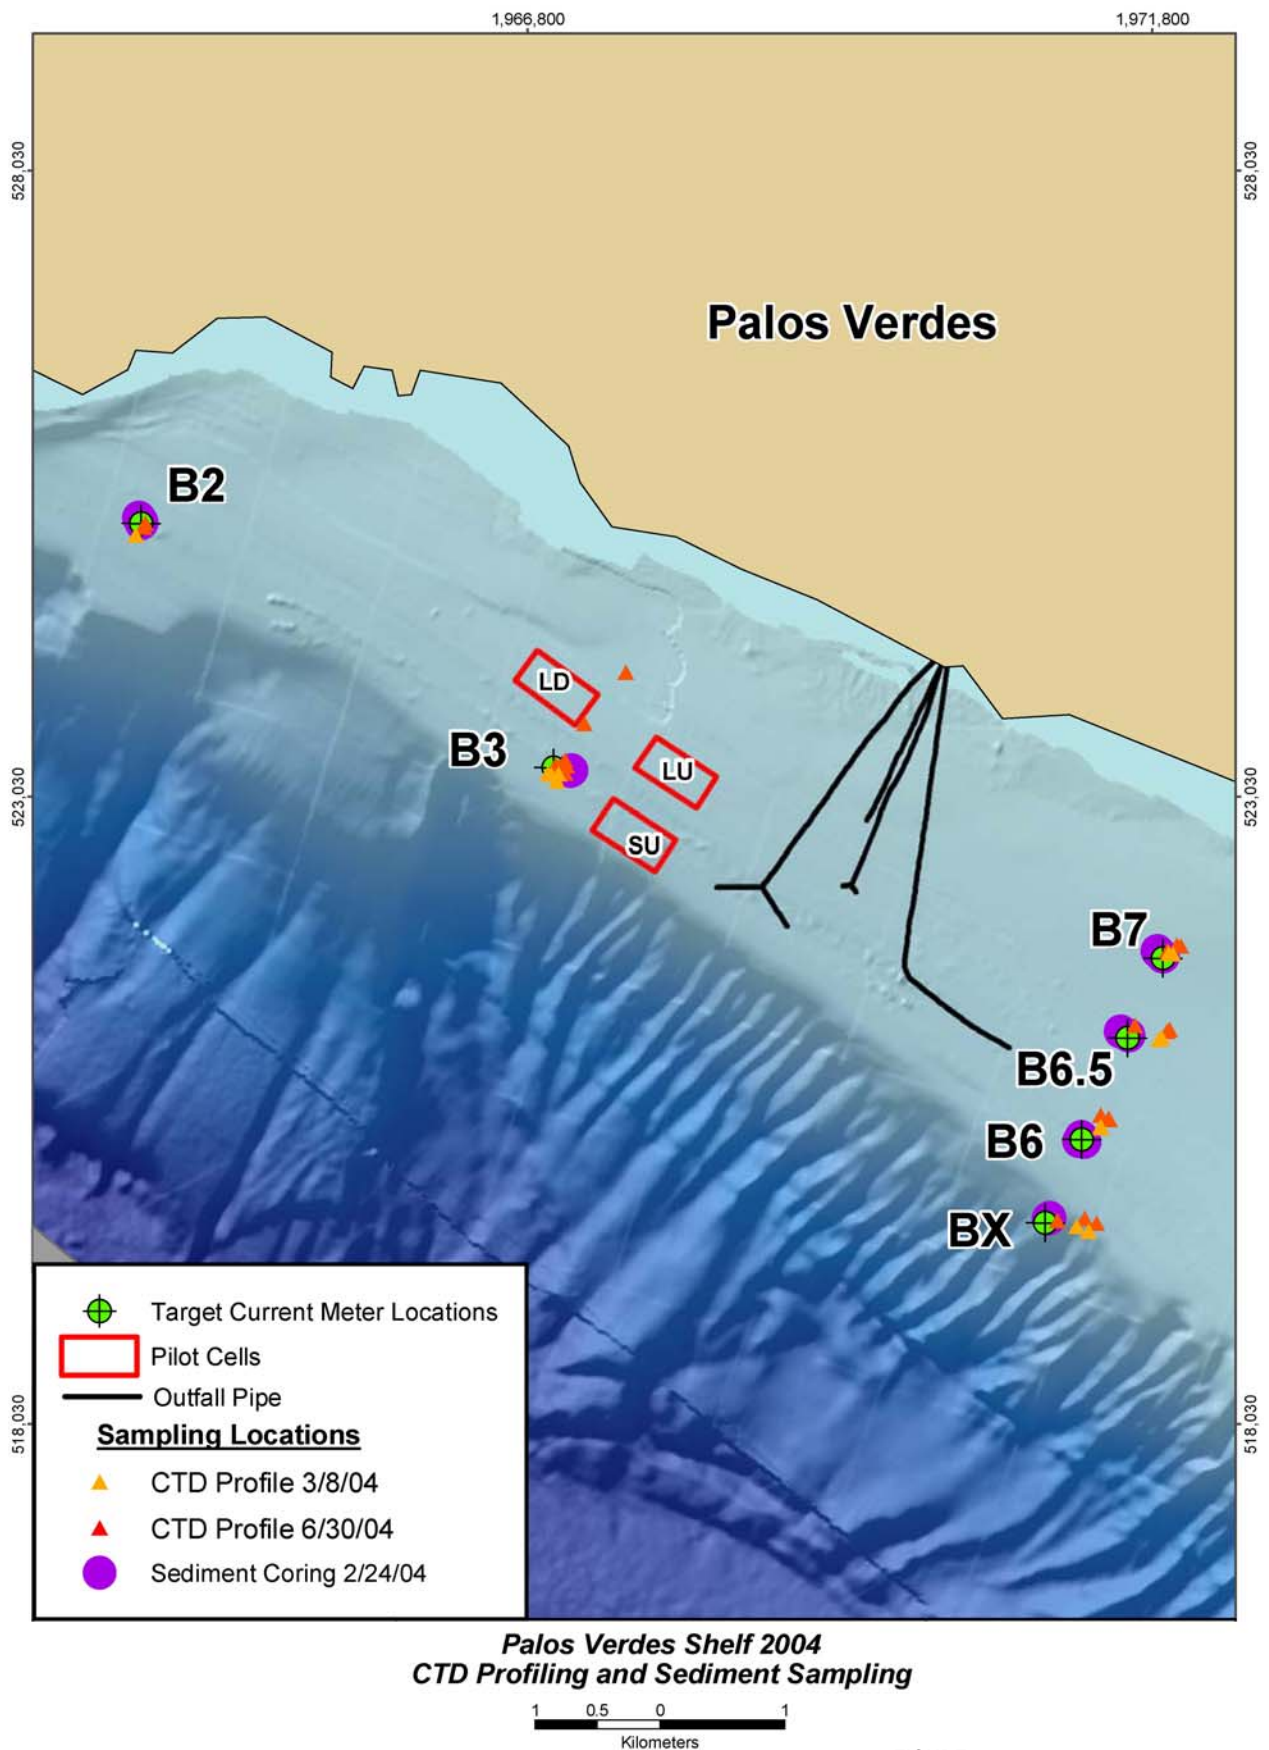 1,966,800
1,971,800
528,030
528,030
Palos Verdes
B2
LD
B3
LU
523,030
523,030
SU
B7
B6.5
B6
BX
Target Current Meter Locations
Pilot Cells
Outfall Pipe
518,030
518,030
Sampling Locations
CTD Profile 3/8/04
CTD Profile 6/30/04
Sediment Coring 2/24/04
Palos Verdes Shelf 2004
CTD Profiling and Sediment Sampling
1 0.5 0 1
Kilometers